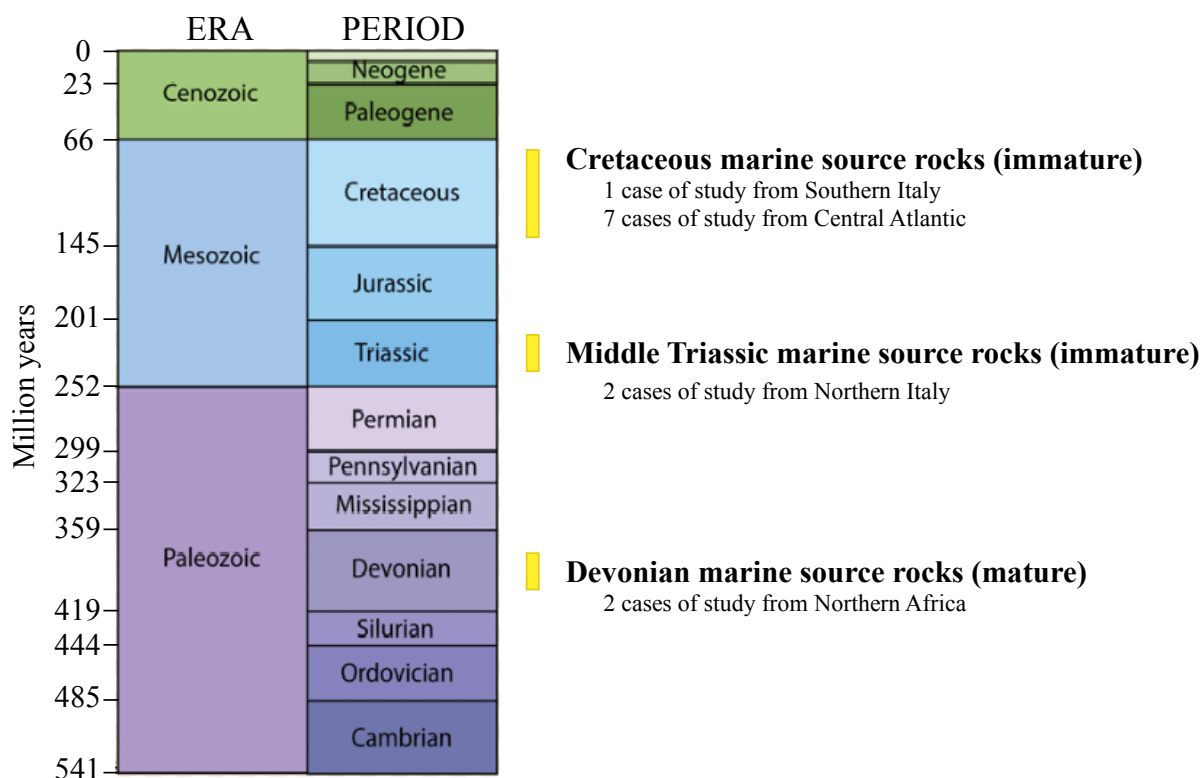 ERA
PERIOD
Million years
0
23
66
145
201
252
299
323
359
419
444
485
541
Cenozoic
Mesozoic
Paleozoic
Neogene
Paleogene
Cretaceous
Jurassic
Triassic
Permian
Pennsylvanian
Mississippian
Devonian
Silurian
Ordovician
Cambrian
Cretaceous marine source rocks (immature)
1 case of study from Southern Italy
7 cases of study from Central Atlantic
Middle Triassic marine source rocks (immature)
2 cases of study from Northern Italy
Devonian marine source rocks (mature)
2 cases of study from Northern Africa